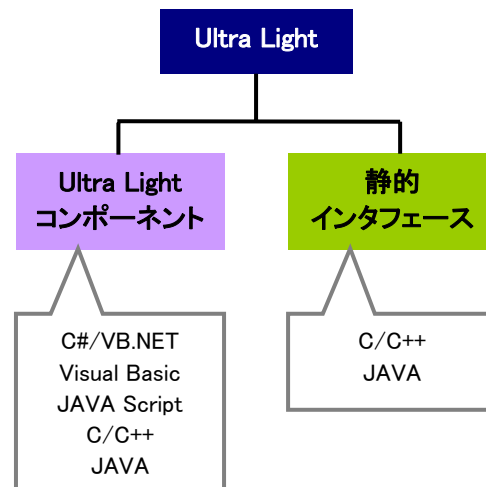 Ultra Light
Ultra Light
コンポーネント
静的
インタフェース
C#/VB.NET
Visual Basic
JAVA Script
C/C++
JAVA
C/C++
JAVA